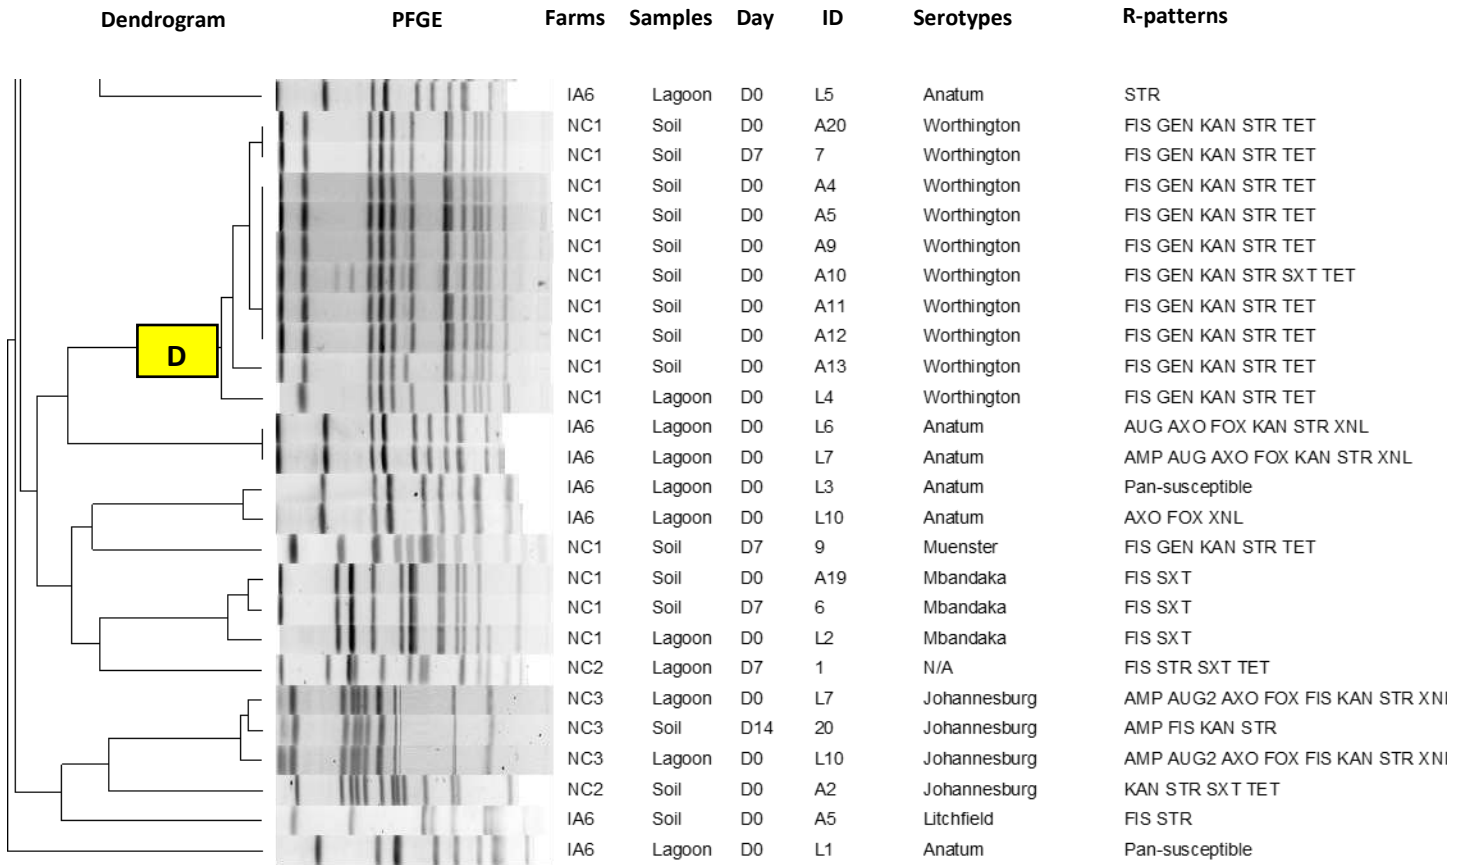 Dendrogram PFGE Farms Samples Day ID Serotypes R-patterns
IA6 Lagoon D0 L5 Anatum STR
NC1 Soil D0 A20 Worthington FIS GEN KAN STR TET
NC1 Soil D7 7 Worthington FIS GEN KAN STR TET
NC1 Soil D0 A4 Worthington FIS GEN KAN STR TET
NC1 Soil D0 A5 Worthington FIS GEN KAN STR TET
NC1 Soil D0 A9 Worthington FIS GEN KAN STR TET
NC1 Soil D0 A10 Worthington FIS GEN KAN STR SXT TET
NC1 Soil D0 A11 Worthington FIS GEN KAN STR TET
NC1 Soil D0 A12 Worthington FIS GEN KAN STR TET
D
NC1 Soil D0 A13 Worthington FIS GEN KAN STR TET
NC1 Lagoon D0 L4 Worthington FIS GEN KAN STR TET
IA6 Lagoon D0 L6 Anatum AUG AXO FOX KAN STR XNL
IA6 Lagoon D0 L7 Anatum AMP AUG AXO FOX KAN STR XNL
IA6 Lagoon D0 L3 Anatum Pan-susceptible
IA6 Lagoon D0 L10 Anatum AXO FOX XNL
NC1 Soil D7 9 Muenster FIS GEN KAN STR TET
NC1 Soil D0 A19 Mbandaka FIS SXT
NC1 Soil D7 6 Mbandaka FIS SXT
NC1 Lagoon D0 L2 Mbandaka FIS SXT
NC2 Lagoon D7 1 N/A FIS STR SXT TET
NC3 Lagoon D0 L7 Johannesburg AMP AUG2 AXO FOX FIS KAN STR
NC3 Soil D14 20 Johannesburg AMP FIS KAN STR
NC3 Lagoon D0 L10 Johannesburg AMP AUG2 AXO FOX FIS KAN STR
NC2 Soil D0 A2 Johannesburg KAN STR SXT TET
IA6 Soil D0 A5 Litchfield FIS STR
IA6 Lagoon D0 L1 Anatum Pan-susceptible